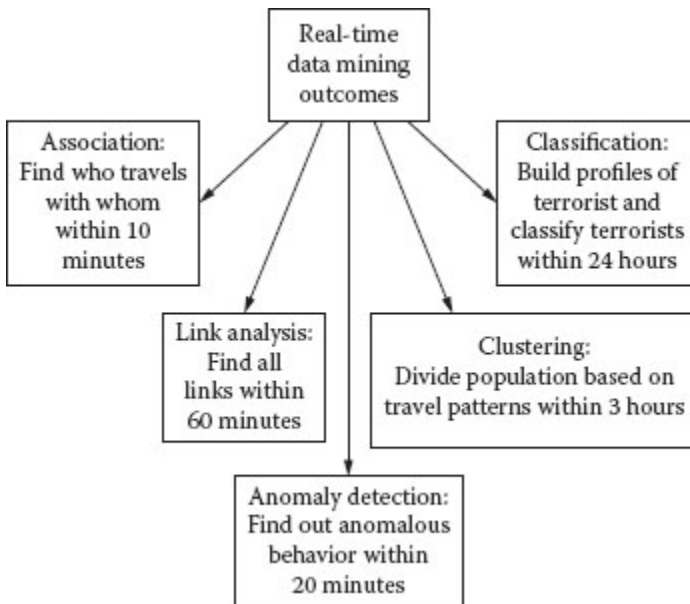 Real-time
data mining
outcomes
Association:
Find who travels
with whom
within 10
minutes
Classification:
Build profiles of
terrorist and
classify terrorists
within 24 hours
Link analysis:
Find all
links within
60 minutes
Clustering:
Divide population based on
travel patterns within 3 hours
Anomaly detection:
Find out anomalous
behavior within
20 minutes